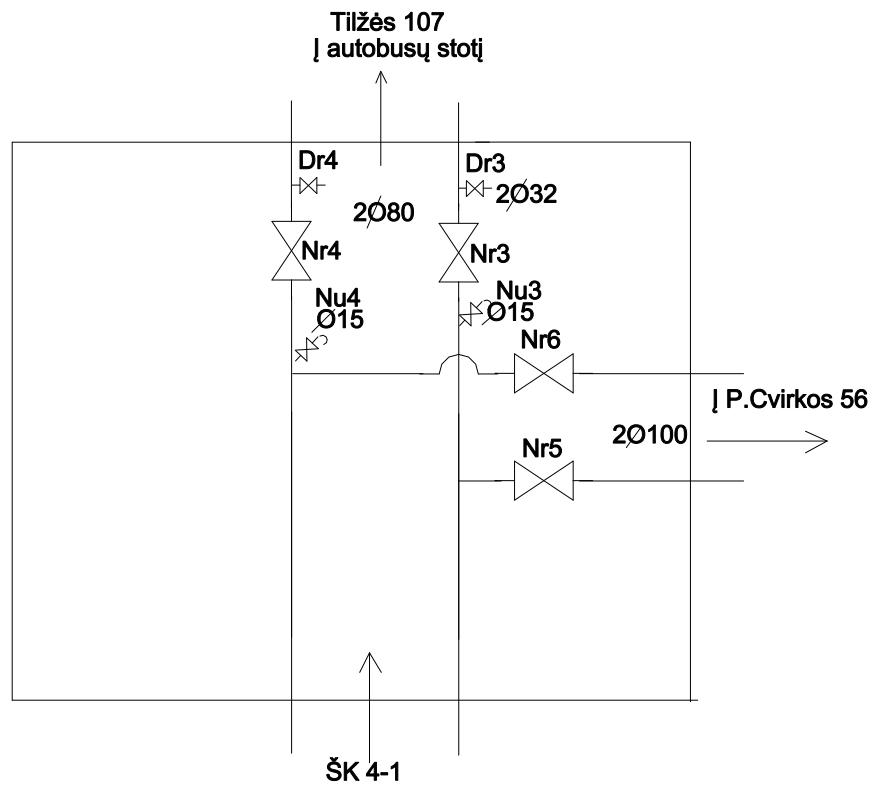 Tilžės 107
Į autobusų stotį
Dr4
Dr3
2Ø32
2Ø80
Nr4
Nr3
Nu4
Ø15
Nu3
Ø15
Nr6
Į P.Cvirkos 56
2Ø100
Nr5
ŠK 4-1